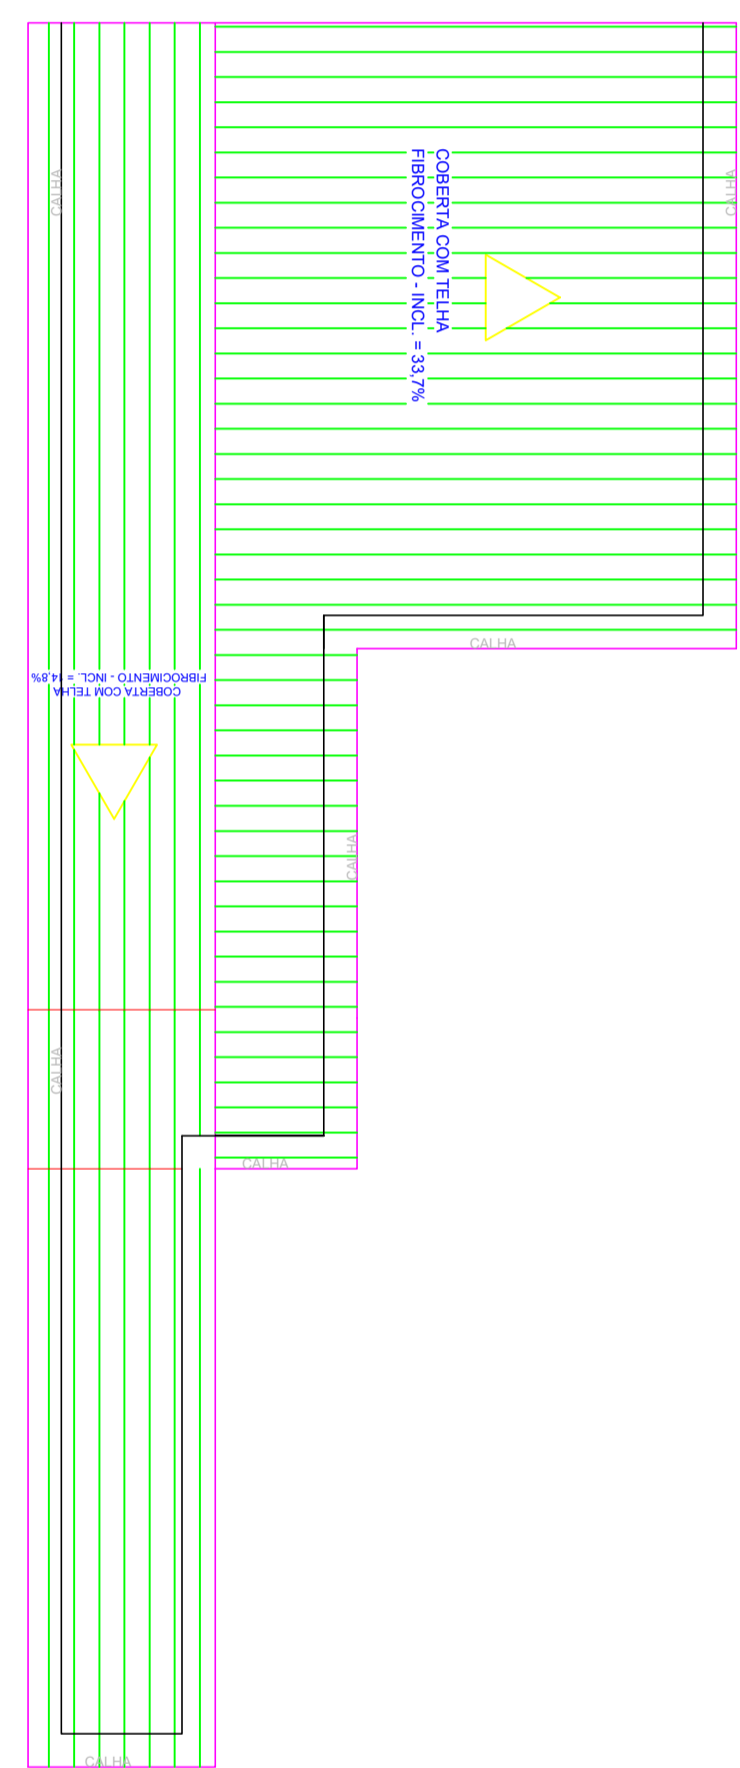 CALHA
CALHA
COBERTA COM TELHA
FIBROCIMENTO - INCL. = 33,7%
CALHA
COBERTA COM TELHA
FIBROCIMENTO - INCL. = 14,8%
CALHA
CALHA
CALHA
CALHA